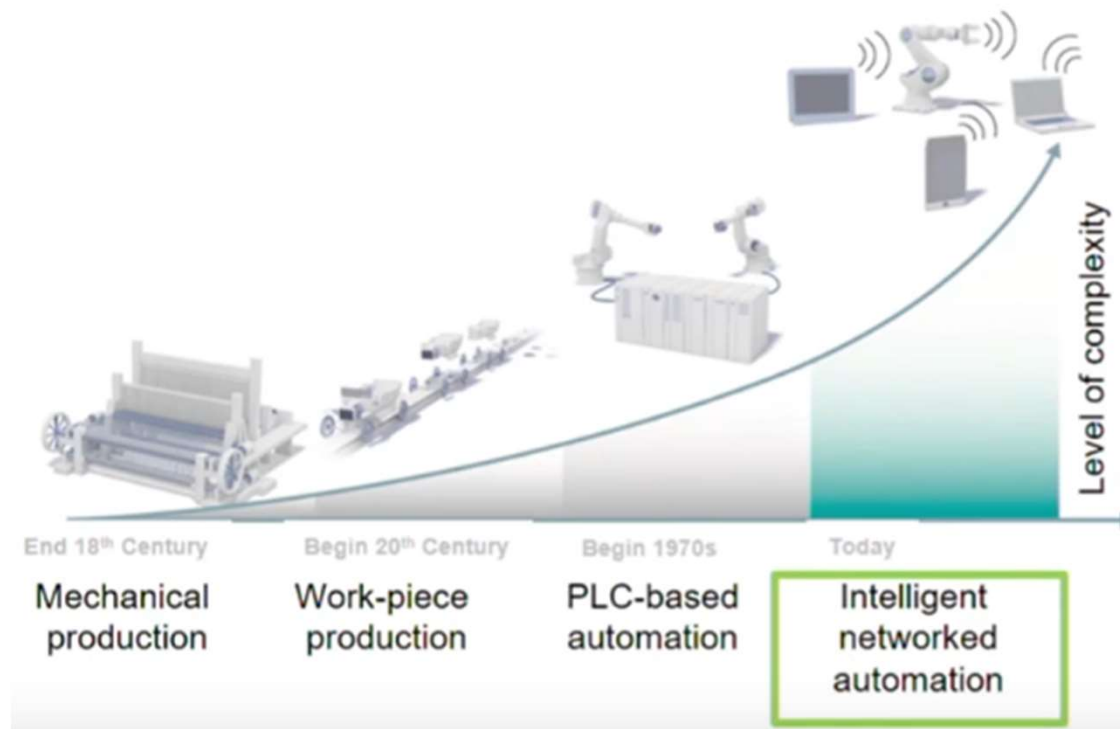 Level of complexity
End 18th Century
Begin 20th Century
Begin 1970s
Today
Mechanical
production
Work-piece
production
PLC-based
automation
Intelligent
networked
automation